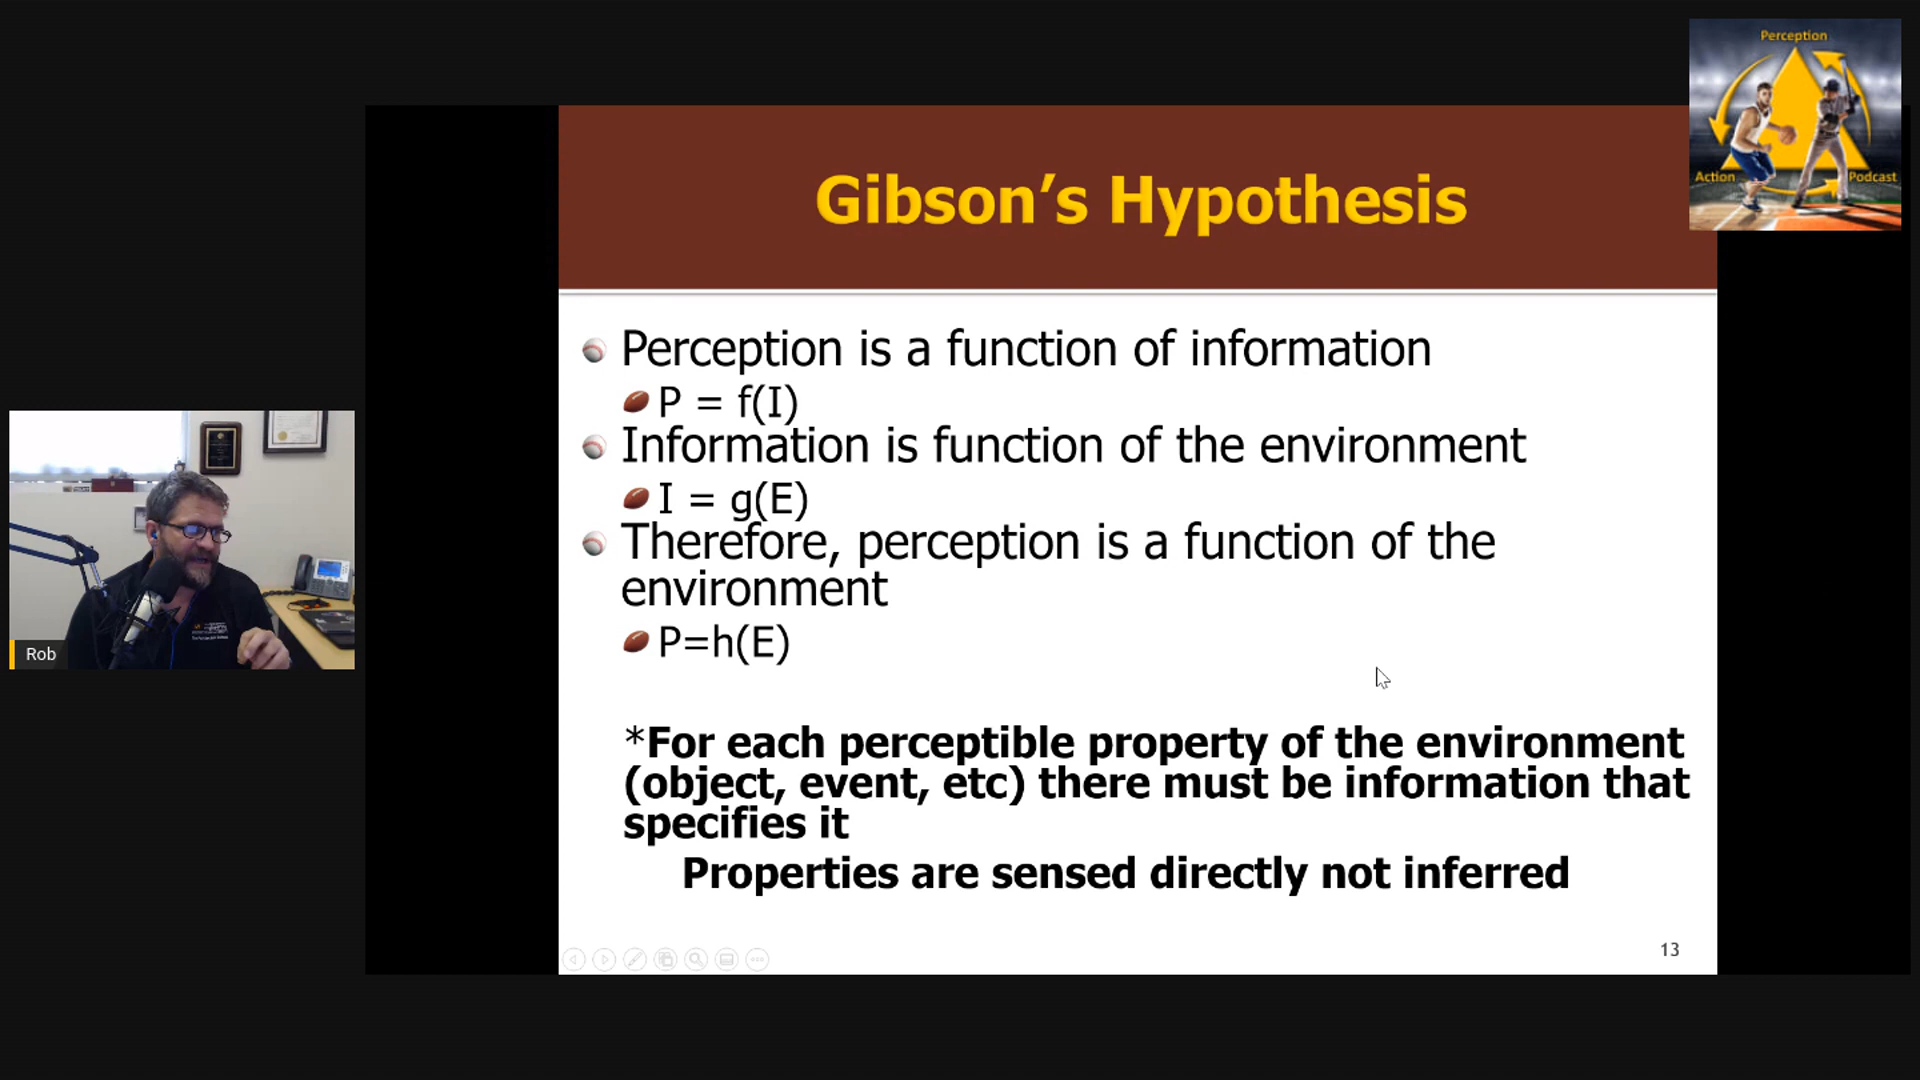 Perception
Action
Podcast
Gibson’s Hypothesis
Perception is a function of information
P = f(I)
Information is function of the environment
I = g(E)
Therefore, perception is a function of the
environment
P=h(E)
*For each perceptible property of the environment
(object, event, etc) there must be information that
specifies it
Properties are sensed directly not inferred
13
Rob